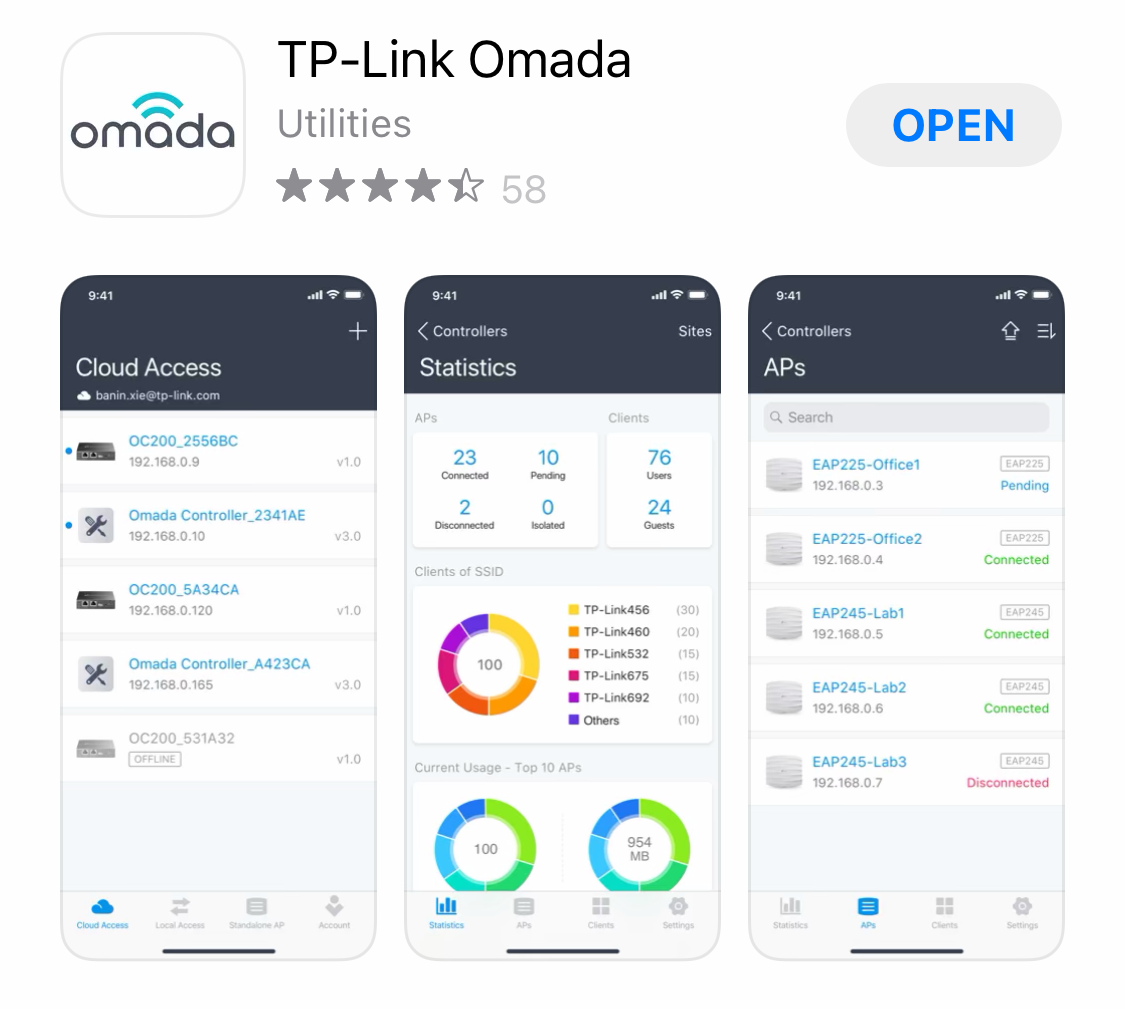 omada
TP-Link Omada
Utilities
58
OPEN
9:41
Cloud Access
banin.xie@tp-link.com
OC200_2556BC
192.168.0.9
v1.0
Omada Controller_2341AE
192.168.0.10
v3.0
OC200_5A34CA
192.168.0.120
v1.0
Omada Controller_A423CA
192.168.0.165
v3.0
OC200_531A32
OFFLINE
v1.0
Cloud Access
Local Access
Standalone AP
Account
9:41
Controllers
Sites
Statistics
APs
Clients
23
Connected
10
Pending
2
Disconnected
0
Isolated
76
Users
24
Guests
Clients of SSID
100
TP-Link456 (30)
TP-Link460 (20)
TP-Link532 (15)
TP-Link675 (15)
TP-Link692 (10)
Others (10)
Current Usage - Top 10 APs
100
954
MB
Statistics
APs
Clients
Settings
9:41
Controllers
APs
Search
EAP225-Office1
EAP225
192.168.0.3
Pending
EAP225-Office2
EAP225
192.168.0.4
Connected
EAP245-Lab1
EAP245
192.168.0.5
Connected
EAP245-Lab2
EAP245
192.168.0.6
Connected
EAP245-Lab3
EAP245
192.168.0.7
Disconnected
Statistics
APs
Clients
Settings